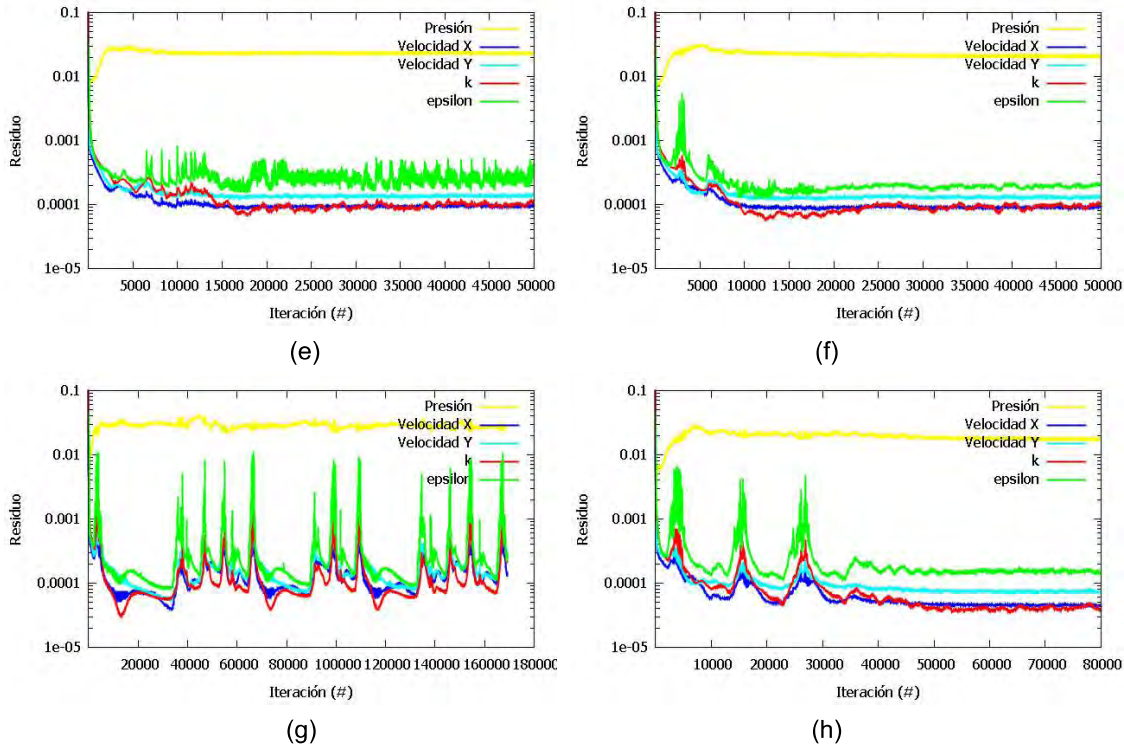 0.1
0.01
0.001
0.0001
1e-05
Residuo
Presión
Velocidad X
Velocidad Y
k
epsilon
5000 10000 15000 20000 25000 30000 35000 40000 45000 50000
Iteración (#)
(e)
0.1
0.01
0.001
0.0001
1e-05
Residuo
Presión
Velocidad X
Velocidad Y
k
epsilon
5000 10000 15000 20000 25000 30000 35000 40000 45000 50000
Iteración (#)
(f)
0.1
0.01
0.001
0.0001
1e-05
Residuo
Presión
Velocidad X
Velocidad Y
k
epsilon
20000 40000 60000 80000 100000 120000 140000 160000 180000
Iteración (#)
(g)
0.1
0.01
0.001
0.0001
1e-05
Residuo
Presión
Velocidad X
Velocidad Y
k
epsilon
10000 20000 30000 40000 50000 60000 70000 80000
Iteración (#)
(h)